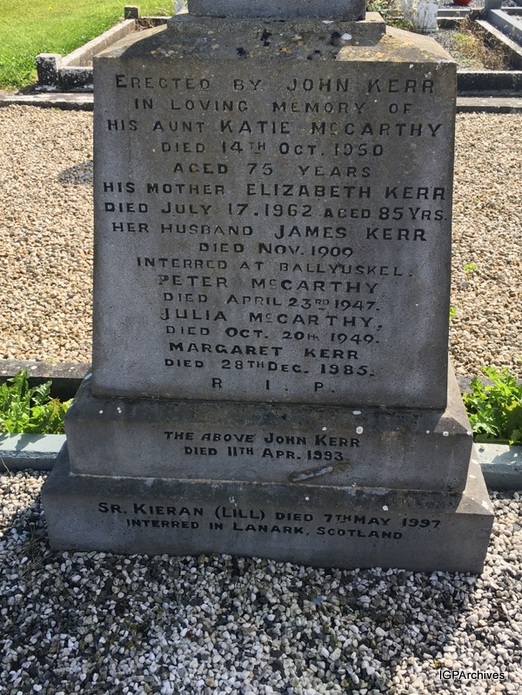 ERECTED BY JOHN KERR
IN LOVING MEMORY OF
HIS AUNT KATIE McCARTHY
DIED 14TH OCT. 1950
AGED 75 YEARS
HIS MOTHER ELIZABETH KERR
DIED JULY 17. 1962 AGED 85 YRS.
HER HUSBAND JAMES KERR
DIED NOV. 1909
INTERRED AT BALLYUSKEL.
PETER McCARTHY
DIED APRIL 23RD 1947.
JULIA McCARTHY,
DIED OCT. 20TH 1949.
MARGARET KERR
DIED 28TH DEC. 1985.
R. I. P.
THE ABOVE JOHN KERR
DIED 11TH APR. 1993
SR. KIERAN (LILL) DIED 7TH MAY 1997
INTERRED IN LANARK, SCOTLAND
IGPArchives